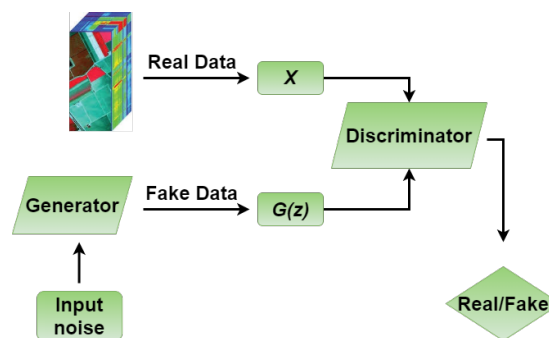 Real Data
X
Discriminator
Generator
Fake Data
G(z)
Input
noise
Real/Fake